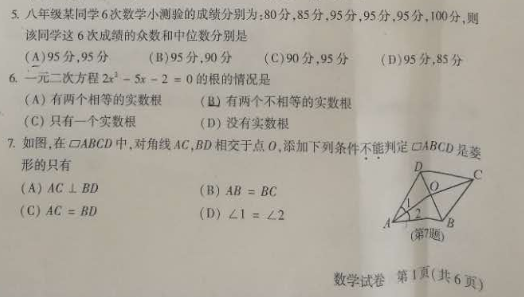 5. 八年级某同学6次数学小测验的成绩分别为:80分,85分,95分,95分,95分,100分,则
该同学这6次成绩的众数和中位数分别是
(A)95分,95分 (B)95分,90分 (C)90分,95分 (D)95分,85分
6. 一元二次方程 2x² - 5x - 2 = 0 的根的情况是
(A) 有两个相等的实数根 (B) 有两个不相等的实数根
(C) 只有一个实数根 (D) 没有实数根
7. 如图,在▱ABCD中,对角线AC,BD相交于点O,添加下列条件不能判定▱ABCD是菱
形的只有
(A) AC ⊥ BD (B) AB = BC
(C) AC = BD (D) ∠1 = ∠2
D
C
O
1
2
A
B
(第7题)
数学试卷 第1页(共6页)